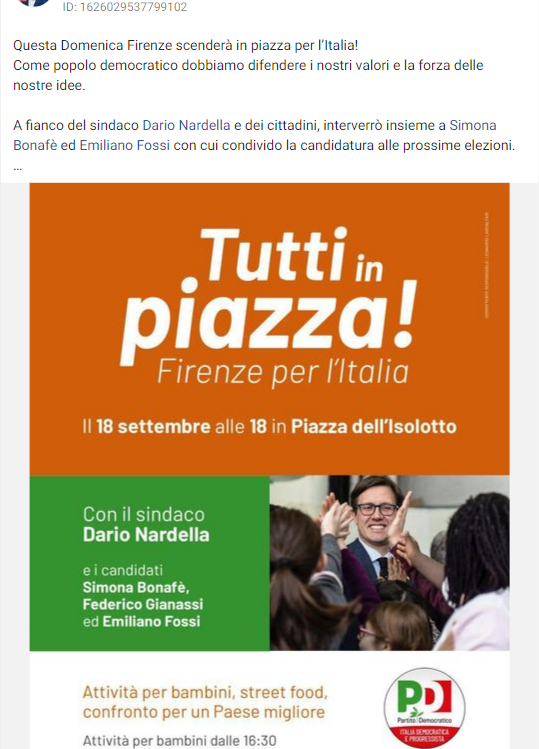 ID: 1626029537799102
Questa Domenica Firenze scenderà in piazza per l'Italia!
Come popolo democratico dobbiamo difendere i nostri valori e la forza delle
nostre idee.
A fianco del sindaco Dario Nardella e dei cittadini, interverrò insieme a Simona
Bonafè ed Emiliano Fossi con cui condivido la candidatura alle prossime elezioni.
...
Tutti in
piazza!
Firenze per l'Italia
Il 18 settembre alle 18 in Piazza dell'Isolotto
Con il sindaco
Dario Nardella
e i candidati
Simona Bonafè,
Federico Gianassi
ed Emiliano Fossi
Attività per bambini, street food,
confronto per un Paese migliore
Attività per bambini dalle 16:30
PD
Partito Democratico
ITALIA DEMOCRATICA
E PROGRESSISTA